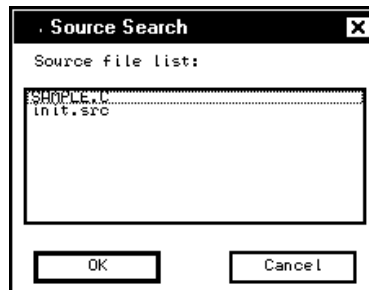 Source Search
Source file list:
SAMPLE.C
init.src
OK
Cancel